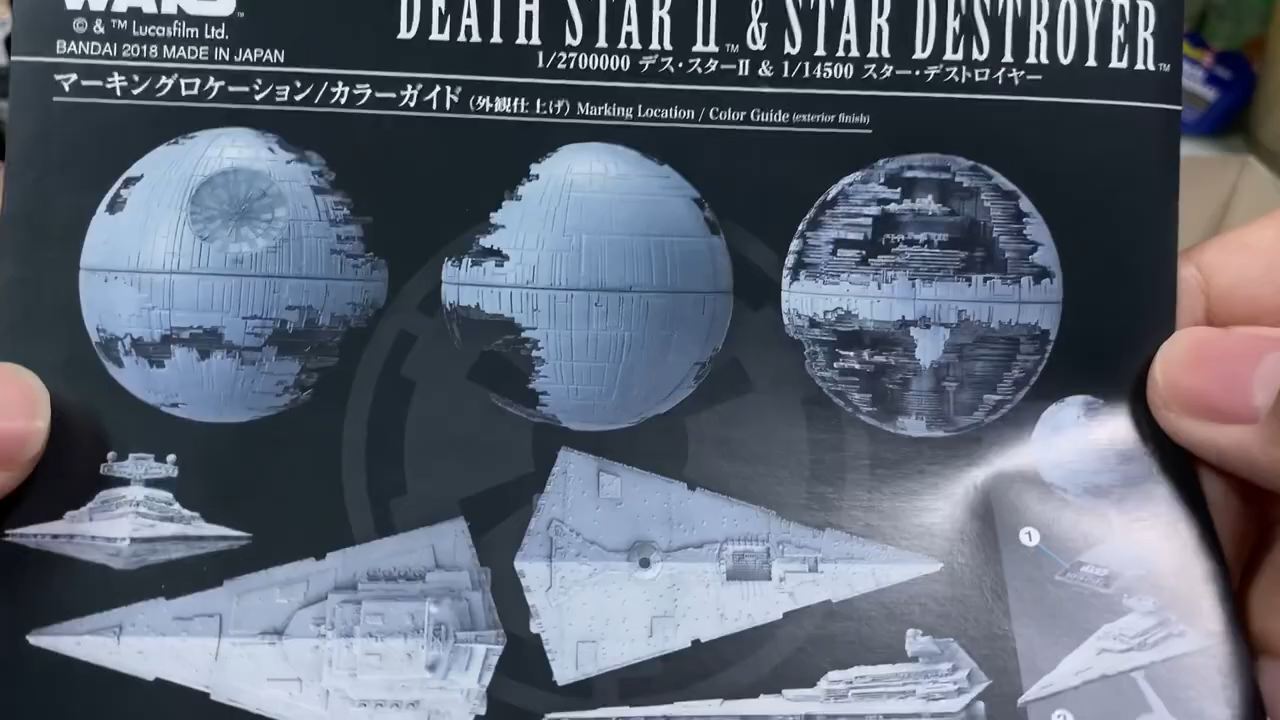 WARS™
© & ™ Lucasfilm Ltd.
BANDAI 2018 MADE IN JAPAN
DEATH STAR II™ & STAR DESTROYER™
1/2700000 デス・スターII & 1/14500 スター・デストロイヤー
マーキングロケーション/カラーガイド (外観仕上げ) Marking Location / Color Guide (exterior finish)
1
2